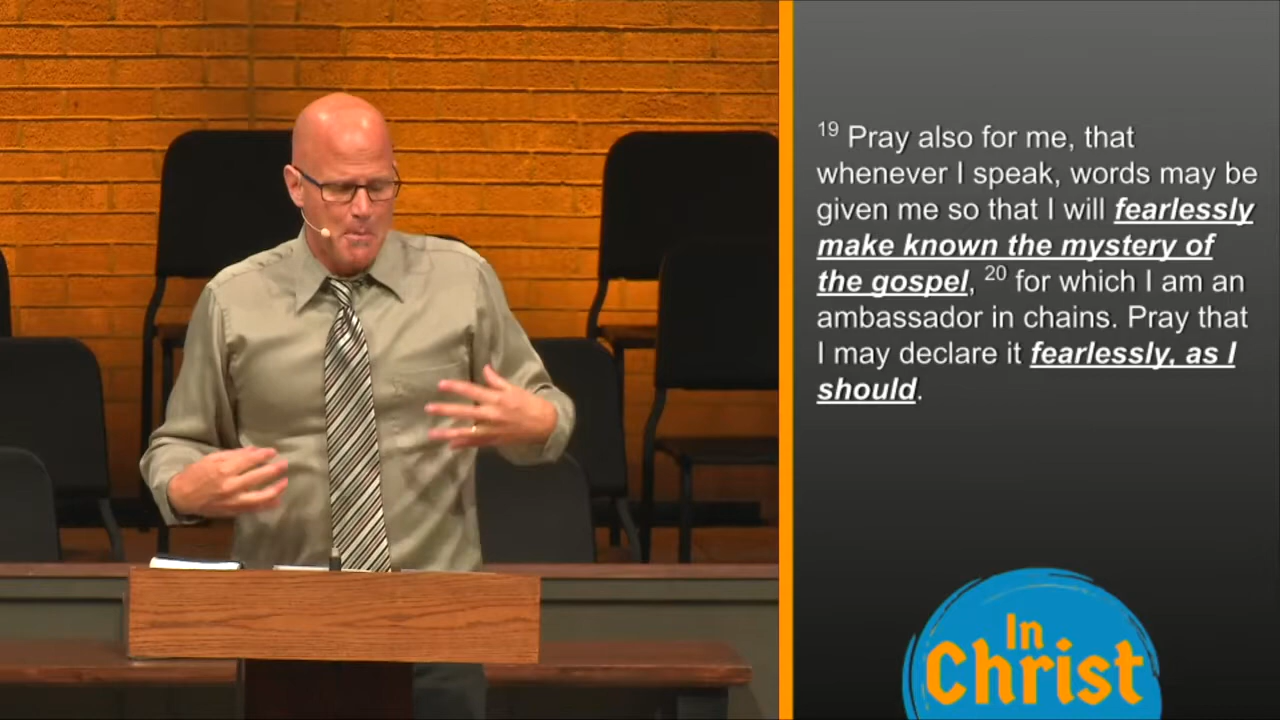 19 Pray also for me, that
whenever I speak, words may be
given me so that I will fearlessly
make known the mystery of
the gospel, 20 for which I am an
ambassador in chains. Pray that
I may declare it fearlessly, as I
should.
In
Christ